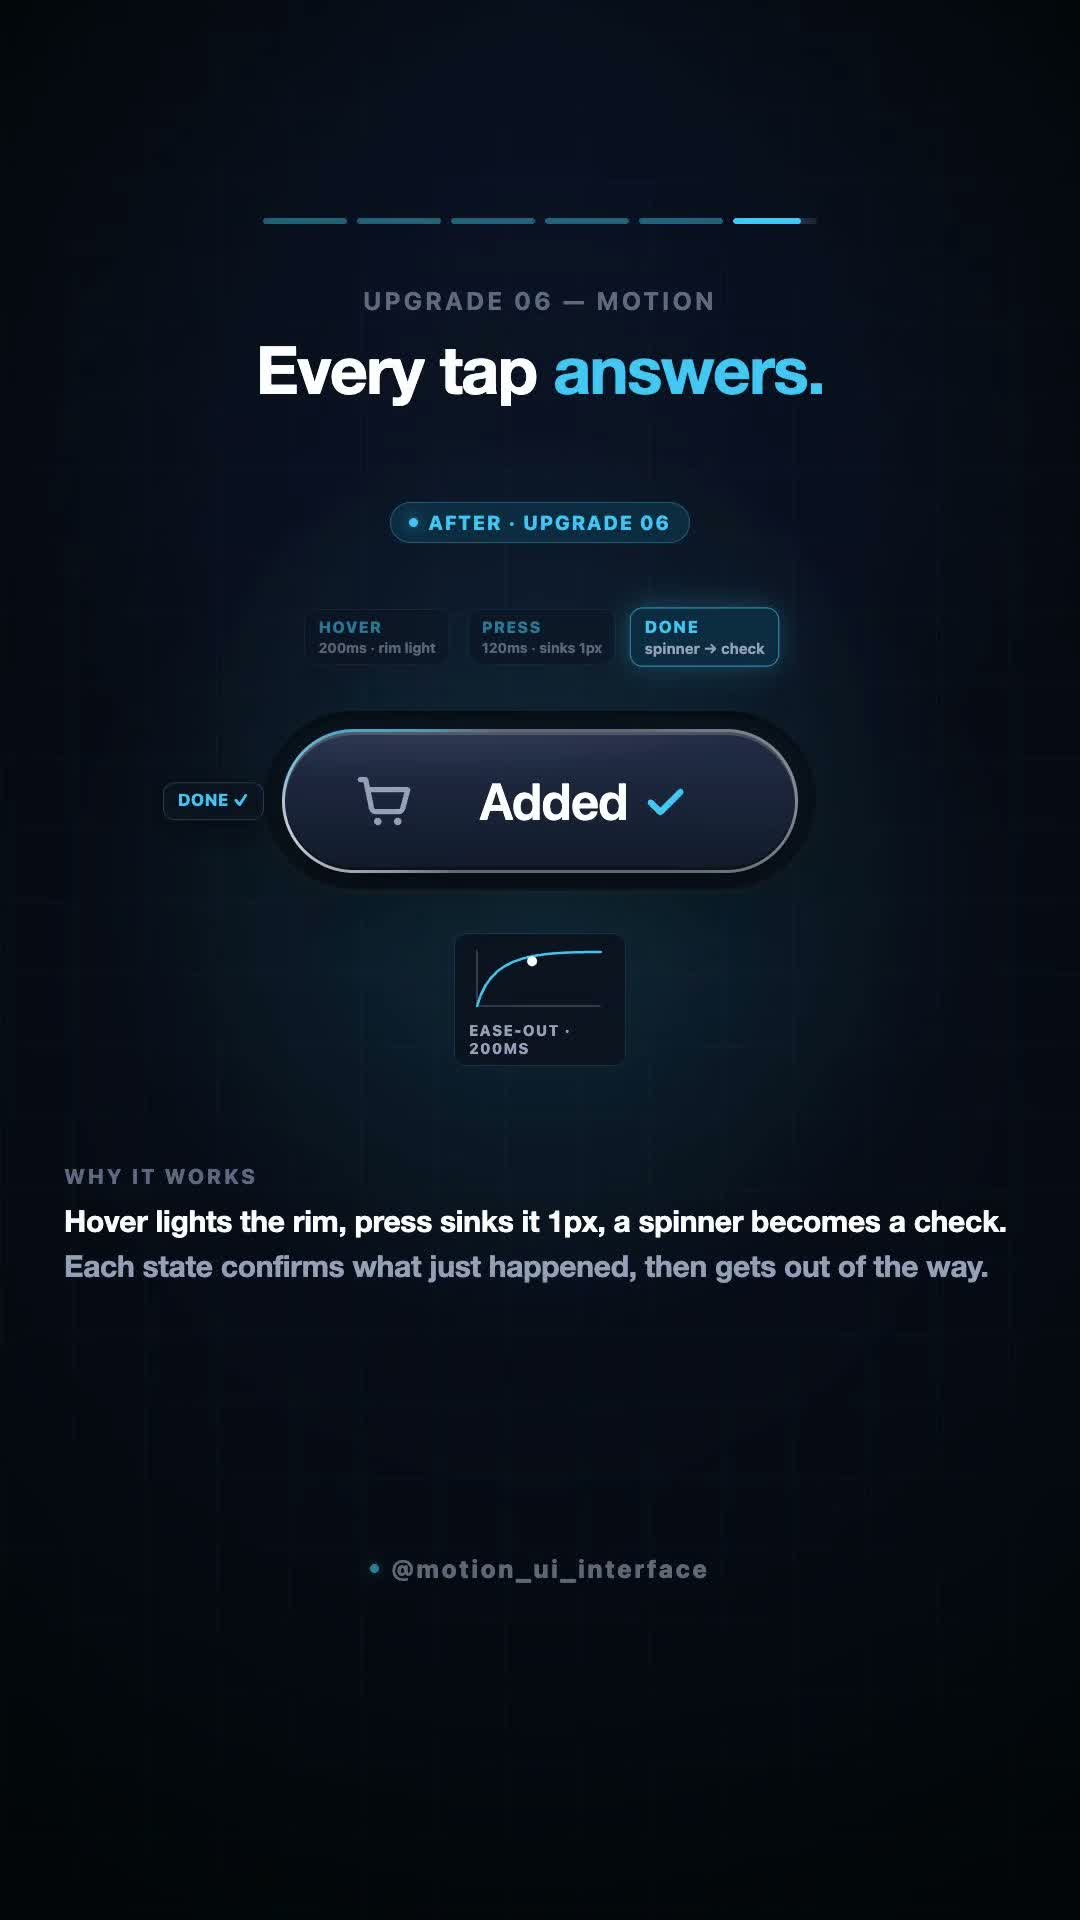 UPGRADE 06 — MOTION
Every tap answers.
AFTER · UPGRADE 06
HOVER
200ms · rim light
PRESS
120ms · sinks 1px
DONE
spinner → check
DONE ✓
Added ✓
EASE-OUT ·
200MS
WHY IT WORKS
Hover lights the rim, press sinks it 1px, a spinner becomes a check.
Each state confirms what just happened, then gets out of the way.
@motion_ui_interface